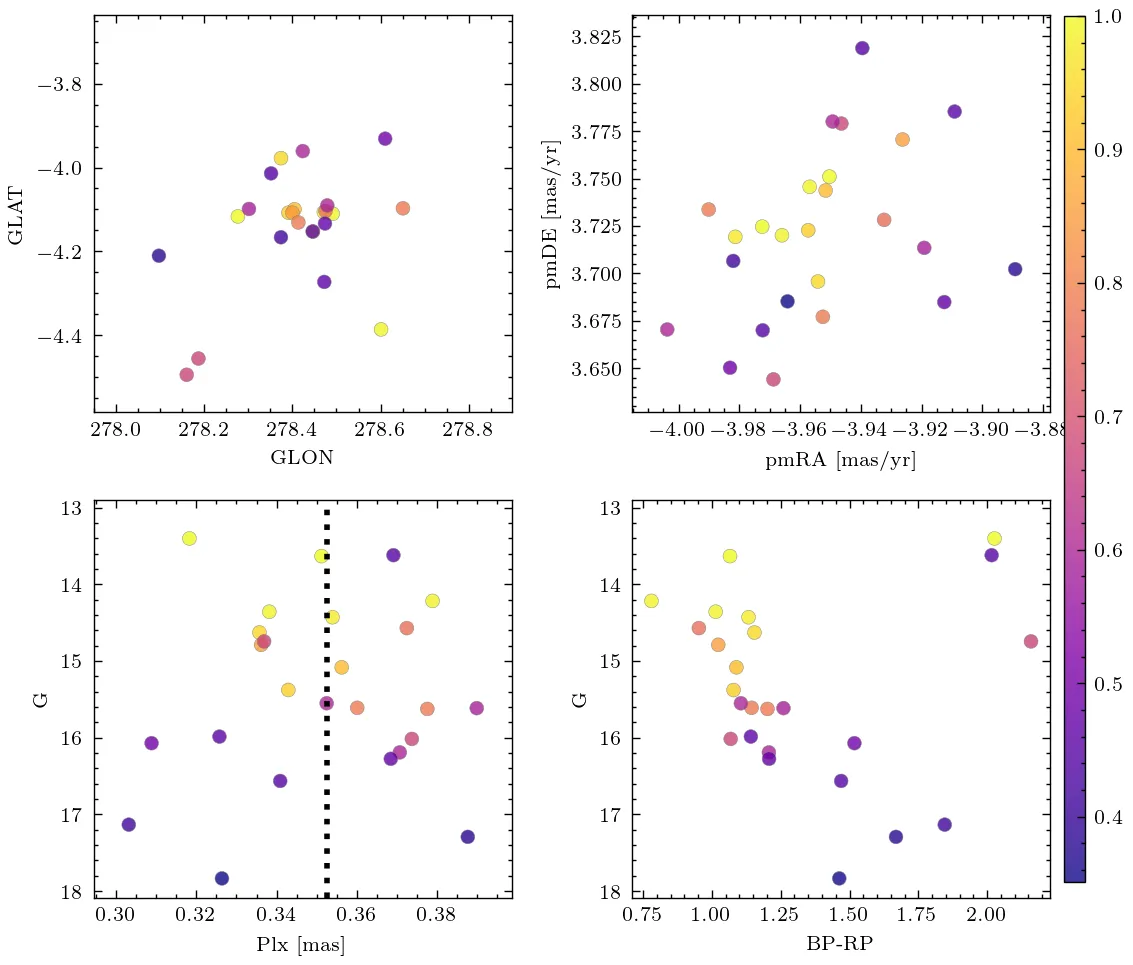 −3.8
−4.0
−4.2
−4.4
GLAT
278.0 278.2 278.4 278.6 278.8
GLON
3.825
3.800
3.775
3.750
3.725
3.700
3.675
3.650
pmDE [mas/yr]
−4.00 −3.98 −3.96 −3.94 −3.92 −3.90 −3.88
pmRA [mas/yr]
13
14
15
16
17
18
G
0.30 0.32 0.34 0.36 0.38
Plx [mas]
13
14
15
16
17
18
G
0.75 1.00 1.25 1.50 1.75 2.00
BP-RP
1.0
0.9
0.8
0.7
0.6
0.5
0.4